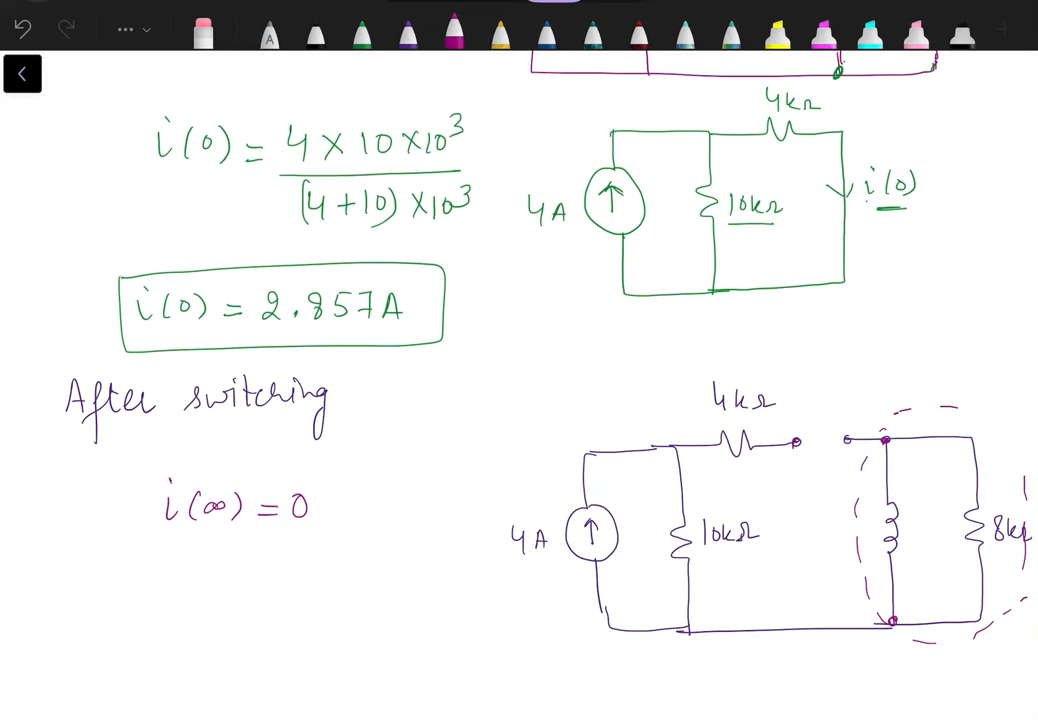 A
i(0) = 4 × 10 × 10³
(4+10) × 10³
4kΩ
4A
10kΩ
i(0)
i(0) = 2.857A
After switching
i(∞) = 0
4kΩ
4A
10kΩ
8kΩ